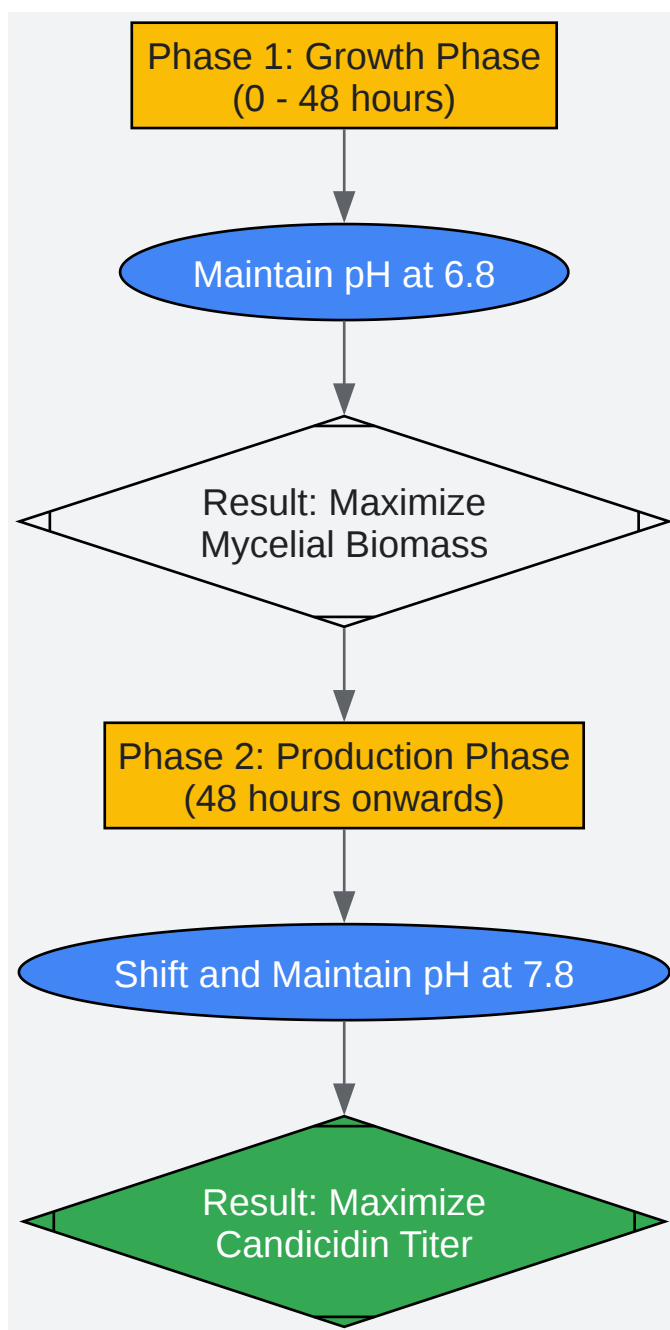 Phase 1: Growth Phase
(0 - 48 hours)
Maintain pH at 6.8
Result: Maximize
Mycelial Biomass
Phase 2: Production Phase
(48 hours onwards)
Shift and Maintain pH at 7.8
Result: Maximize
Candicidin Titer